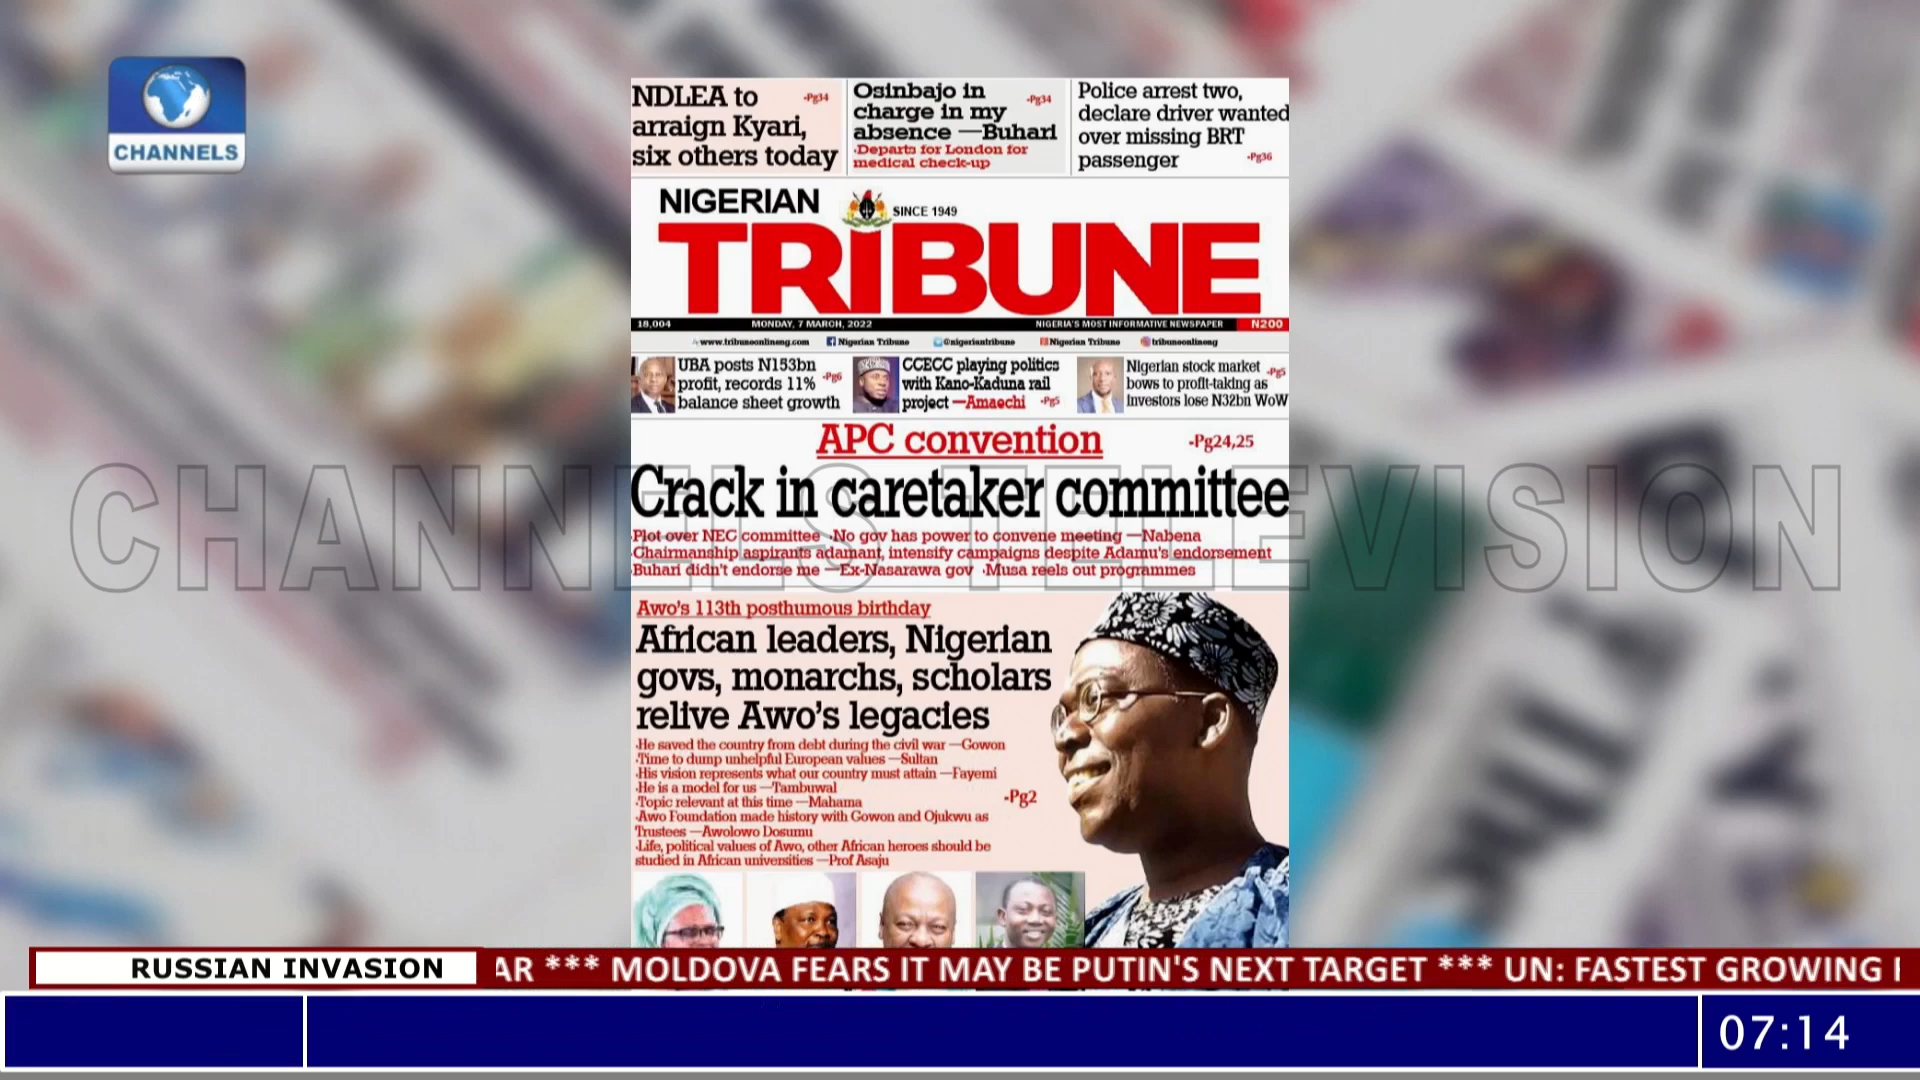 CHANNELS
NDLEA to
arraign Kyari,
six others today
-Pg34
Osinbajo in
charge in my
absence —Buhari
-Pg34
·Departs for London for
medical check-up
Police arrest two,
declare driver wanted
over missing BRT
passenger
-Pg36
NIGERIAN
SINCE 1949
TRIBUNE
18,004 MONDAY, 7 MARCH, 2022 NIGERIA'S MOST INFORMATIVE NEWSPAPER N200
www.tribuneonlineng.com Nigerian Tribune @nigeriantribune Nigerian Tribune tribuneonlineng
UBA posts N153bn
profit, records 11%
balance sheet growth
-Pg6
CCECC playing politics
with Kano-Kaduna rail
project —Amaechi -Pg5
Nigerian stock market
bows to profit-taking as
investors lose N32bn WoW
-Pg5
APC convention -Pg24,25
Crack in caretaker committee
·Plot over NEC committee ·No gov has power to convene meeting —Nabena
·Chairmanship aspirants adamant, intensify campaigns despite Adamu's endorsement
·Buhari didn't endorse me —Ex-Nasarawa gov ·Musa reels out programmes
CHANNELS TELEVISION
Awo's 113th posthumous birthday
African leaders, Nigerian
govs, monarchs, scholars
relive Awo's legacies
·He saved the country from debt during the civil war —Gowon
·Time to dump unhelpful European values —Sultan
·His vision represents what our country must attain —Fayemi
·He is a model for us —Tambuwal
·Topic relevant at this time —Mahama
·Awo Foundation made history with Gowon and Ojukwu as
Trustees —Awolowo Dosumu
·Life, political values of Awo, other African heroes should be
studied in African universities —Prof Asaju
-Pg2
RUSSIAN INVASION
AR *** MOLDOVA FEARS IT MAY BE PUTIN'S NEXT TARGET *** UN: FASTEST GROWING
07:14